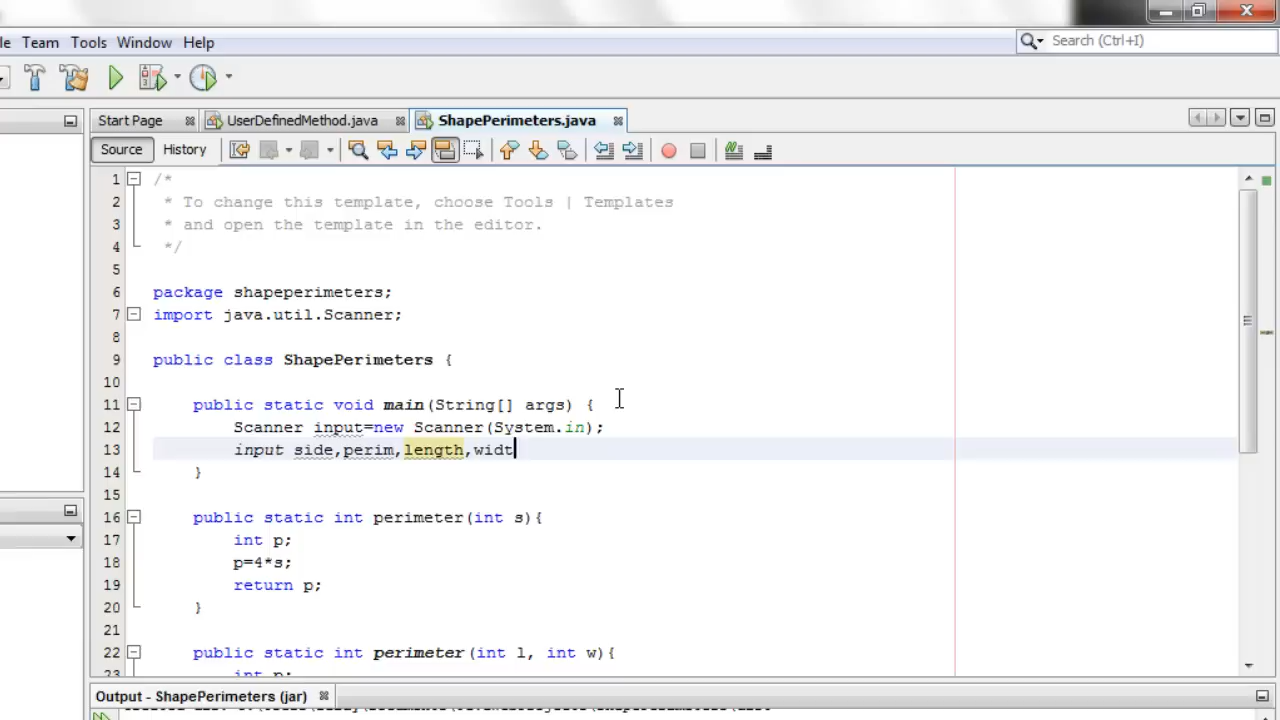 le Team Tools Window Help
Search (Ctrl+I)
Start Page UserDefinedMethod.java ShapePerimeters.java
Source History
1 /*
2 * To change this template, choose Tools | Templates
3 * and open the template in the editor.
4 */
5
6 package shapeperimeters;
7 import java.util.Scanner;
8
9 public class ShapePerimeters {
10
11 public static void main(String[] args) {
12 Scanner input=new Scanner(System.in);
13 input side,perim,length,widt
14 }
15
16 public static int perimeter(int s){
17 int p;
18 p=4*s;
19 return p;
20 }
21
22 public static int perimeter(int l, int w){
23 int p;
Output - ShapePerimeters (jar)